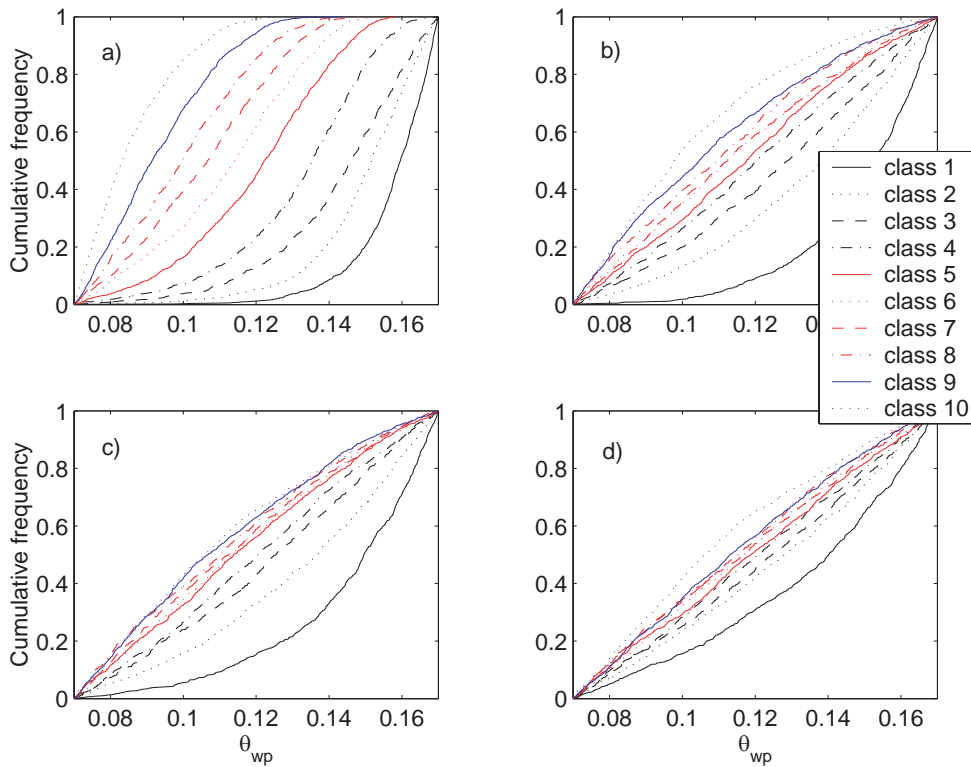 a)
b)
Cumulative frequency
1
0.8
0.6
0.4
0.2
0
0.08 0.1 0.12 0.14 0.16
1
0.8
0.6
0.4
0.2
0
0.08 0.1 0.12
class 1
class 2
class 3
class 4
class 5
class 6
class 7
class 8
class 9
class 10
c)
d)
Cumulative frequency
1
0.8
0.6
0.4
0.2
0
0.08 0.1 0.12 0.14 0.16
θwp
1
0.8
0.6
0.4
0.2
0
0.08 0.1 0.12 0.14 0.16
θwp